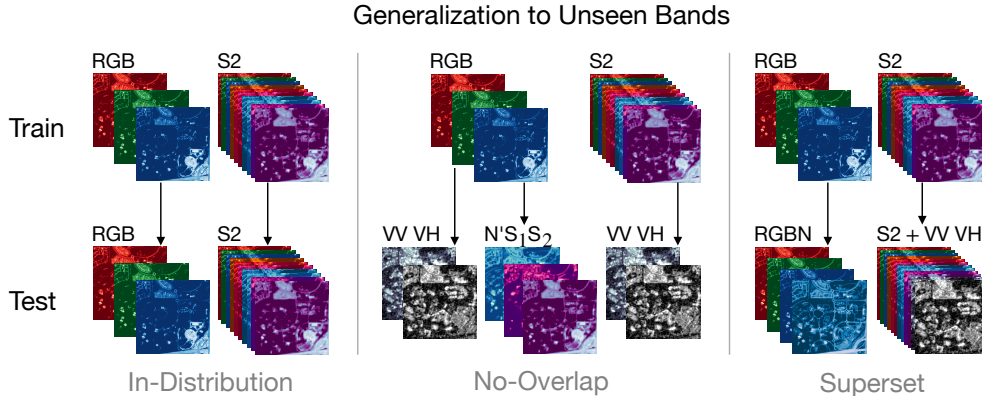 Generalization to Unseen Bands
RGB S2 RGB S2 RGB S2
Train
RGB S2 VV VH N'S₁S₂ VV VH RGBN S2 + VV VH
Test
In-Distribution No-Overlap Superset